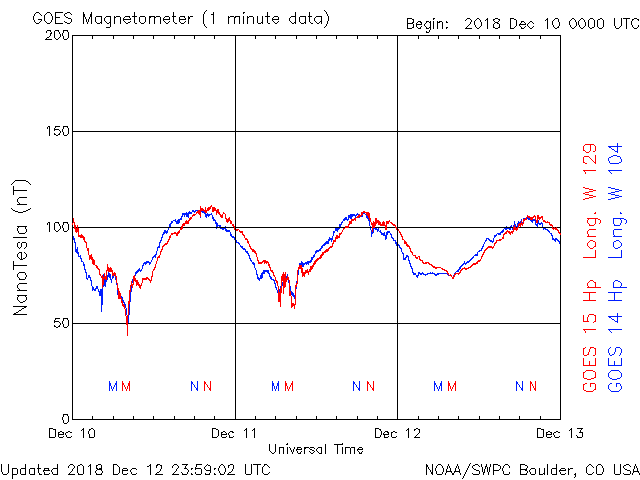 GOES Magnetometer (1 minute data)
Begin: 2018 Dec 10 0000 UTC
200
150
100
50
0
NanoTesla (nT)
M M N N M M N N M M N N
Dec 10 Dec 11 Dec 12 Dec 13
Universal Time
GOES 15 Hp Long. W 129
GOES 14 Hp Long. W 104
Updated 2018 Dec 12 23:59:02 UTC
NOAA/SWPC Boulder, CO USA